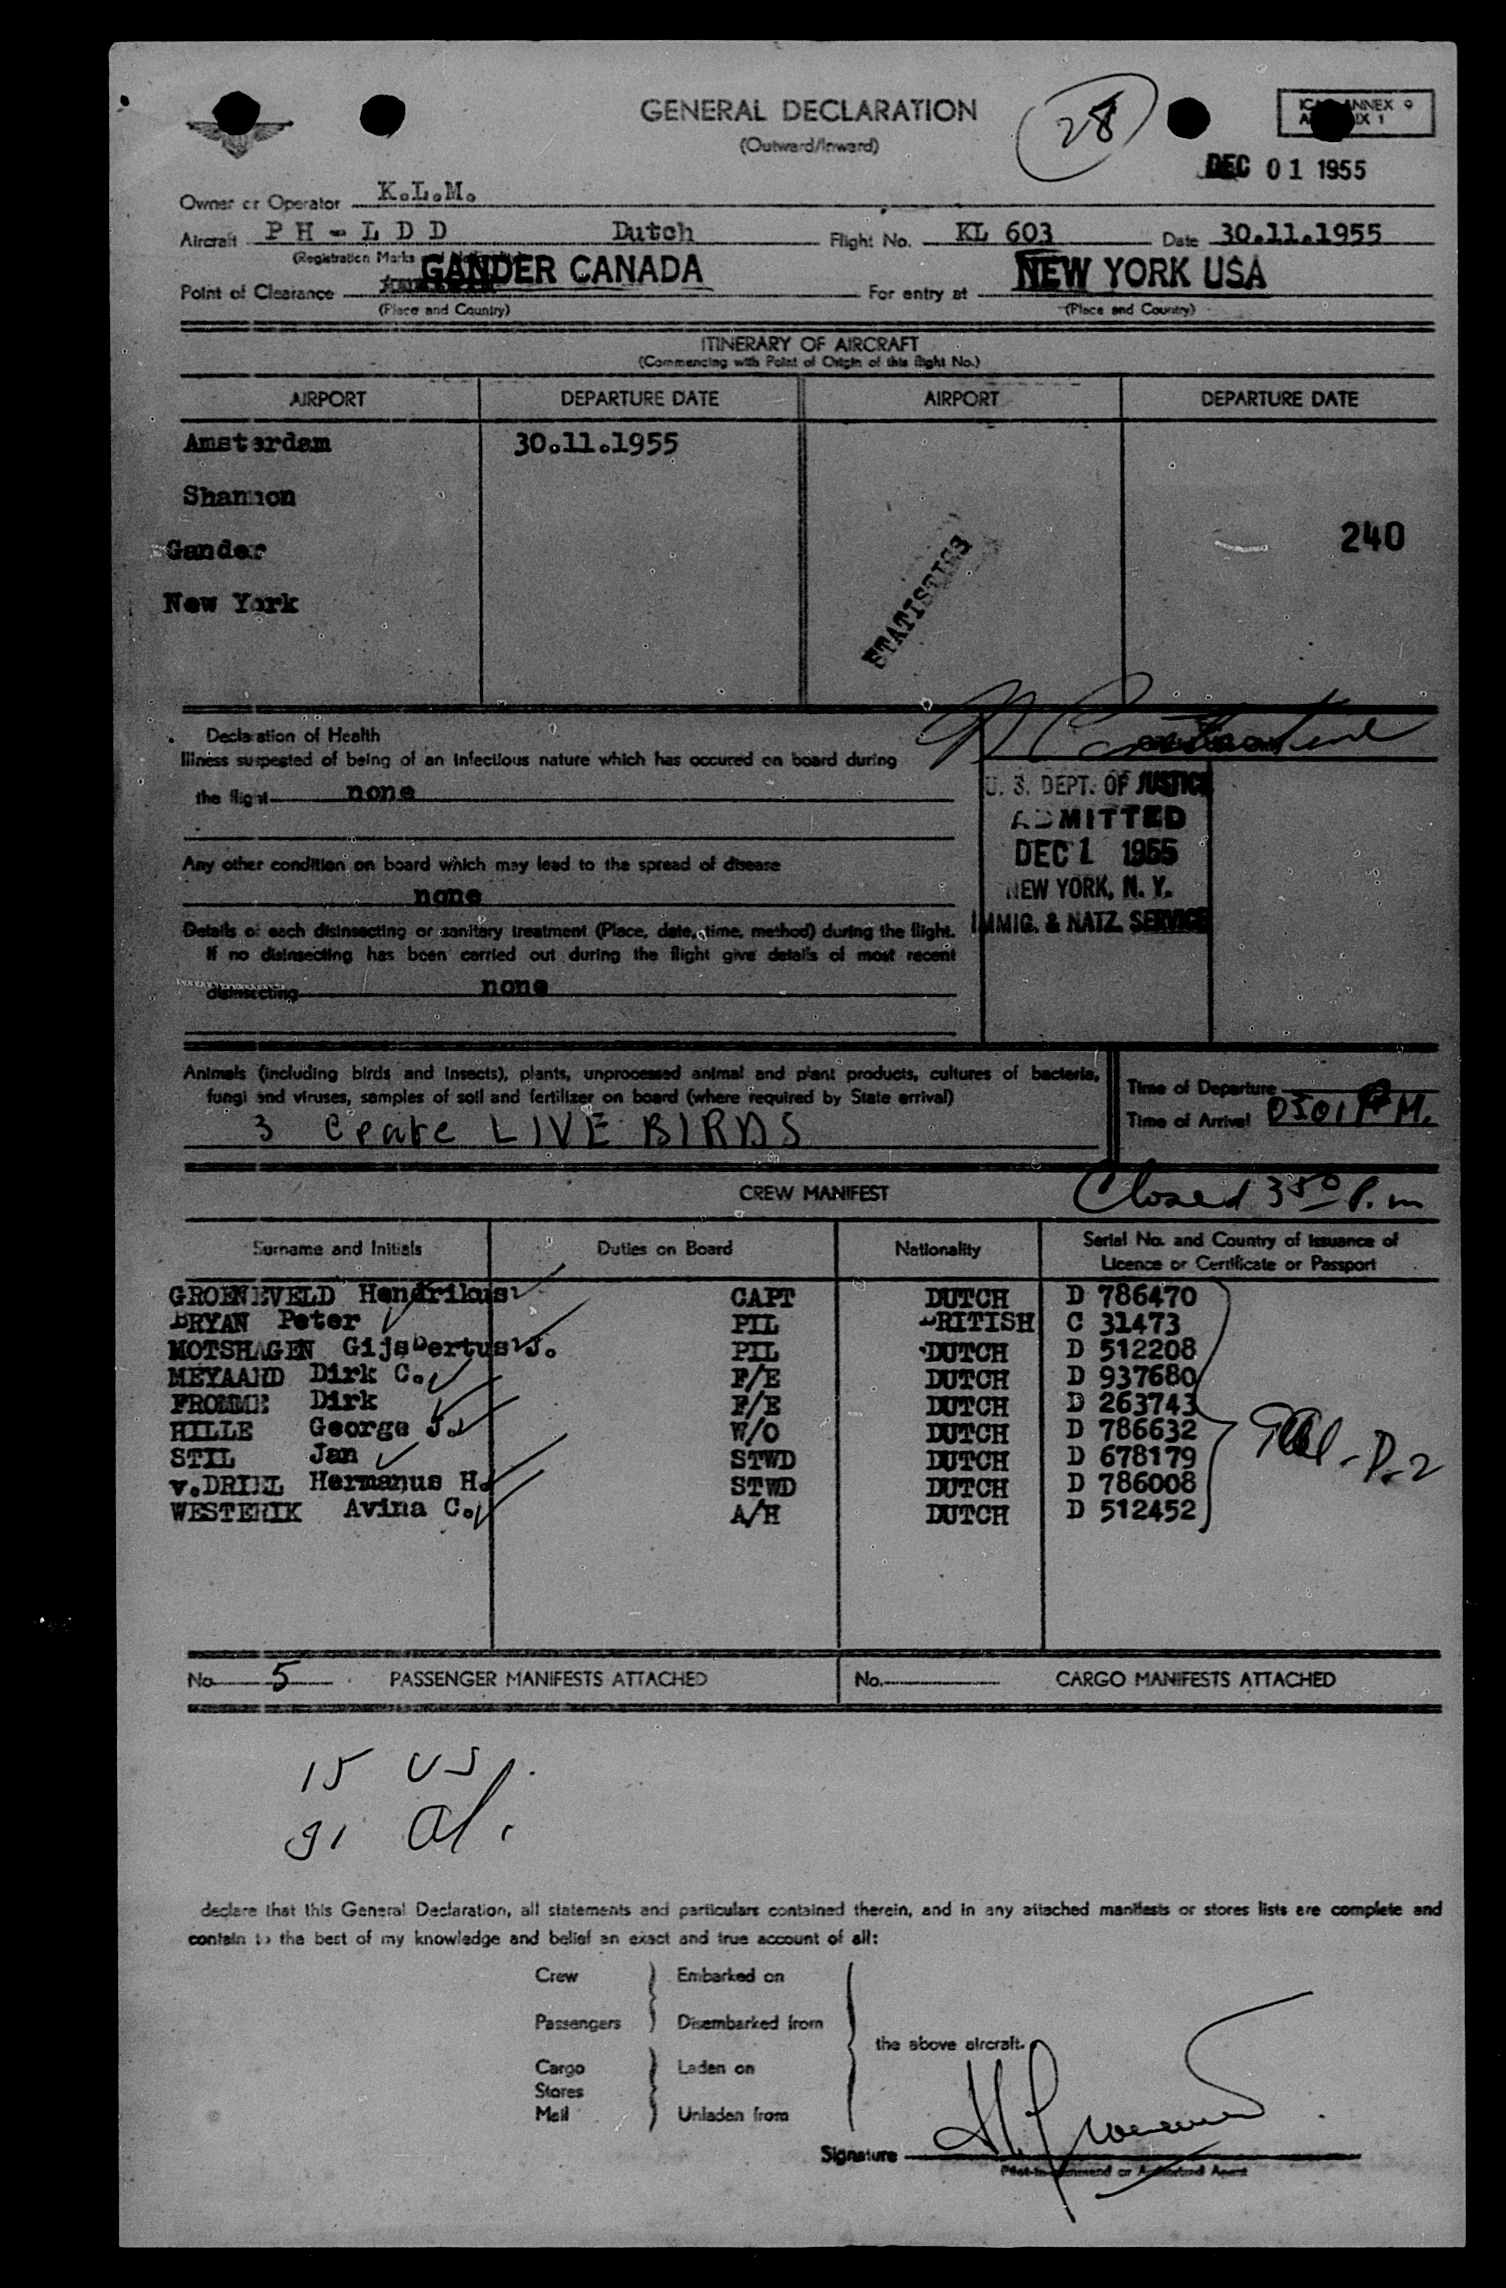 GENERAL DECLARATION
(Outward/Inward)
28
ANNEX 9
IX 1
DEC 01 1955
Owner or Operator K.L.M.
Aircraft PH - LDD Dutch Flight No. KL 603 Date 30.11.1955
(Registration Marks
Point of Clearance GANDER CANADA For entry at NEW YORK USA
(Place and Country) (Place and Country)
ITINERARY OF AIRCRAFT
(Commencing with Point of Origin of this flight No.)
AIRPORT DEPARTURE DATE AIRPORT DEPARTURE DATE
Amsterdam 30.11.1955
Shannon
240
Gander
STATISTICS
New York
Declaration of Health
Illness suspected of being of an infectious nature which has occured on board during
the flight none
U. S. DEPT. OF JUSTICE
ADMITTED
DEC 1 1955
NEW YORK, N. Y.
IMMIG. & NATZ. SERVICE
Any other condition on board which may lead to the spread of disease
none
Details of each disinsecting or sanitary treatment (Place, date, time, method) during the flight.
If no disinsecting has been carried out during the flight give details of most recent
disinsecting none
Animals (including birds and insects), plants, unprocessed animal and plant products, cultures of bacteria,
fungi and viruses, samples of soil and fertilizer on board (where required by State arrival)
3 Crate LIVE BIRDS
Time of Departure
Time of Arrival 0301 PM.
CREW MANIFEST
Closed 350 P.m
Surname and Initials Duties on Board Nationality Serial No. and Country of Issuance of
Licence or Certificate or Passport
GROENEVELD Hendrikus CAPT DUTCH D 786470
BRYAN Peter PIL BRITISH C 31473
MOTSHAGEN Gijsbertus J. PIL DUTCH D 512208
MEYAARD Dirk C. F/E DUTCH D 937680
FROMME Dirk F/E DUTCH D 263743
HILLE George J. W/O DUTCH D 786632
STIL Jan STWD DUTCH D 678179
v.DRIEL Hermanus H. STWD DUTCH D 786008
WESTERIK Avina C. A/H DUTCH D 512452
No 5 PASSENGER MANIFESTS ATTACHED No. CARGO MANIFESTS ATTACHED
15 US
31 Al.
declare that this General Declaration, all statements and particulars contained therein, and in any attached manifests or stores lists are complete and
contain to the best of my knowledge and belief an exact and true account of all:
Crew Embarked on
Passengers Disembarked from
the above aircraft.
Cargo Laden on
Stores
Mail Unladen from
Signature
Pilot-in-command or Authorized Agent